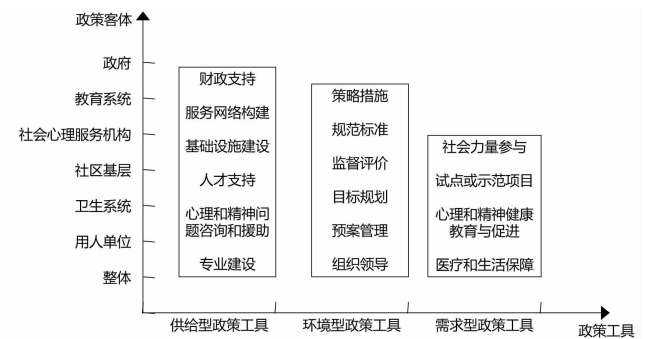 政策客体
政府
教育系统
社会心理服务机构
社区基层
卫生系统
用人单位
整体
财政支持
服务网络构建
基础设施建设
人才支持
心理和精神问
题咨询和援助
专业建设
策略措施
规范标准
监督评价
目标规划
预案管理
组织领导
社会力量参与
试点或示范项目
心理和精神健康
教育与促进
医疗和生活保障
供给型政策工具
环境型政策工具
需求型政策工具
政策工具